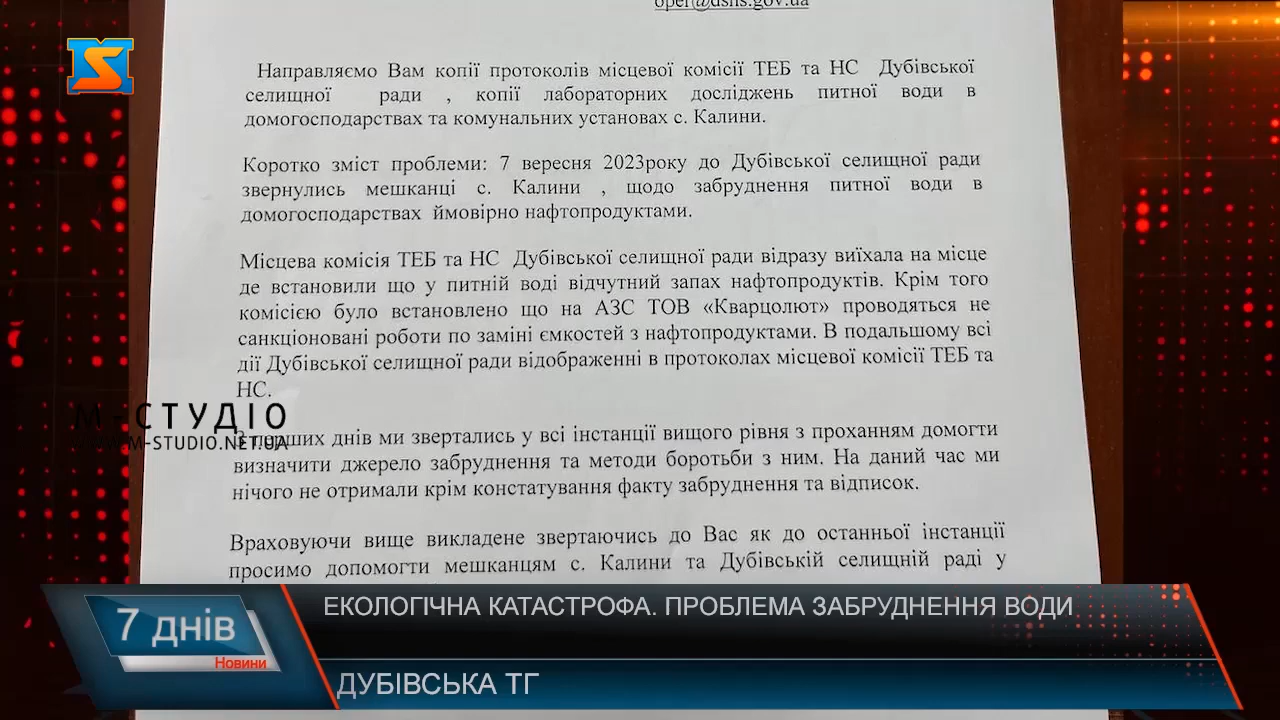 oper@dsns.gov.ua
Направляємо Вам копії протоколів місцевої комісії ТЕБ та НС Дубівської
селищної ради , копії лабораторних досліджень питної води в
домогосподарствах та комунальних установах с. Калини.
Коротко зміст проблеми: 7 вересня 2023року до Дубівської селищної ради
звернулись мешканці с. Калини , щодо забруднення питної води в
домогосподарствах ймовірно нафтопродуктами.
Місцева комісія ТЕБ та НС Дубівської селищної ради відразу виїхала на місце
де встановили що у питній воді відчутний запах нафтопродуктів. Крім того
комісією було встановлено що на АЗС ТОВ «Кварцолют» проводяться не
санкціоновані роботи по заміні ємкостей з нафтопродуктами. В подальшому всі
дії Дубівської селищної ради відображенні в протоколах місцевої комісії ТЕБ та
НС.
М-СТУДІО
WWW.M-STUDIO.NET.UA
З перших днів ми звертались у всі інстанції вищого рівня з проханням домогти
визначити джерело забруднення та методи боротьби з ним. На даний час ми
нічого не отримали крім констатування факту забруднення та відписок.
Враховуючи вище викладене звертаючись до Вас як до останньої інстанції
просимо допомогти мешканцям с. Калини та Дубівській селищній раді у
7 днів
Новини
ЕКОЛОГІЧНА КАТАСТРОФА. ПРОБЛЕМА ЗАБРУДНЕННЯ ВОДИ
ДУБІВСЬКА ТГ